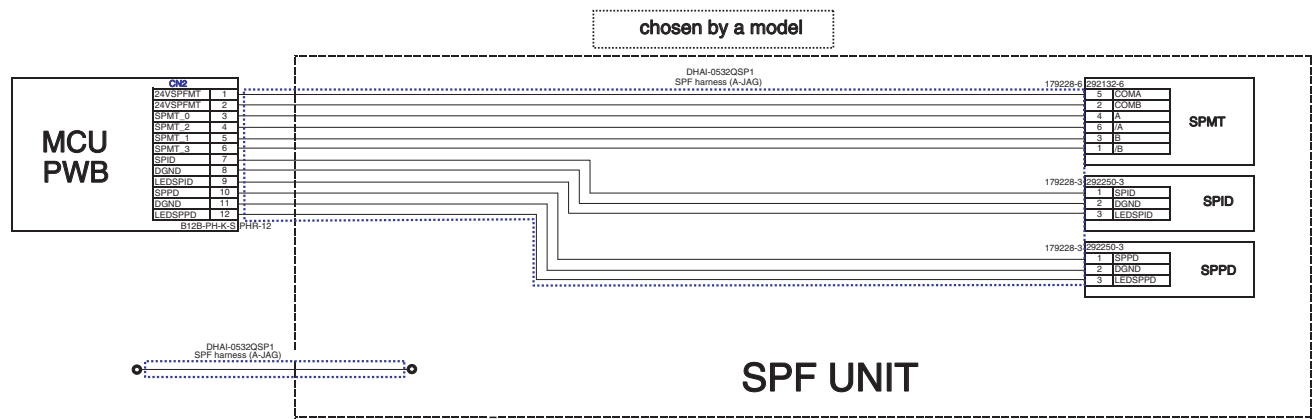 chosen by a model
DHAI-0532QSP1
SPF harness (A-JAG)
CN2
24VSPFMT 1
24VSPFMT 2
SPMT_0 3
SPMT_2 4
SPMT_1 5
SPMT_3 6
SPID 7
DGND 8
LEDSPID 9
SPPD 10
DGND 11
LEDSPPD 12
B12B-PH-K-S PHR-12
MCU
PWB
179228-6 292132-6
5 COMA
2 COMB
4 A
6 /A
3 B
1 /B
SPMT
179228-3 292250-3
1 SPID
2 DGND
3 LEDSPID
SPID
179228-3 292250-3
1 SPPD
2 DGND
3 LEDSPPD
SPPD
DHAI-0532QSP1
SPF harness (A-JAG)
SPF UNIT